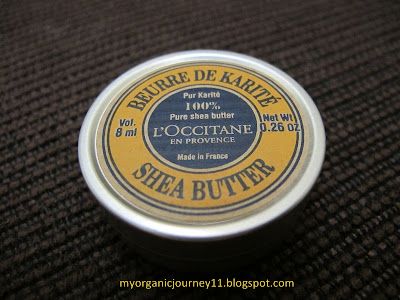 BEURRE DE KARITÉ
Pur Karité
100%
Pure shea butter
Vol.
8 ml
Net Wt
0.26 oz
L'OCCITANE
EN PROVENCE
Made in France
SHEA BUTTER
myorganicjourney11.blogspot.com